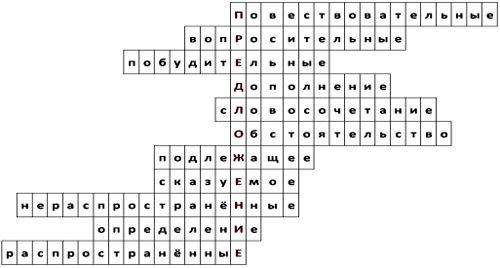 Повествовательные
вопРосительные
побудитЕльные
Дополнение
сЛовосочетание
Обстоятельство
подлеЖащее
сказуЕмое
нераспространёНные
определенИе
распространённыЕ